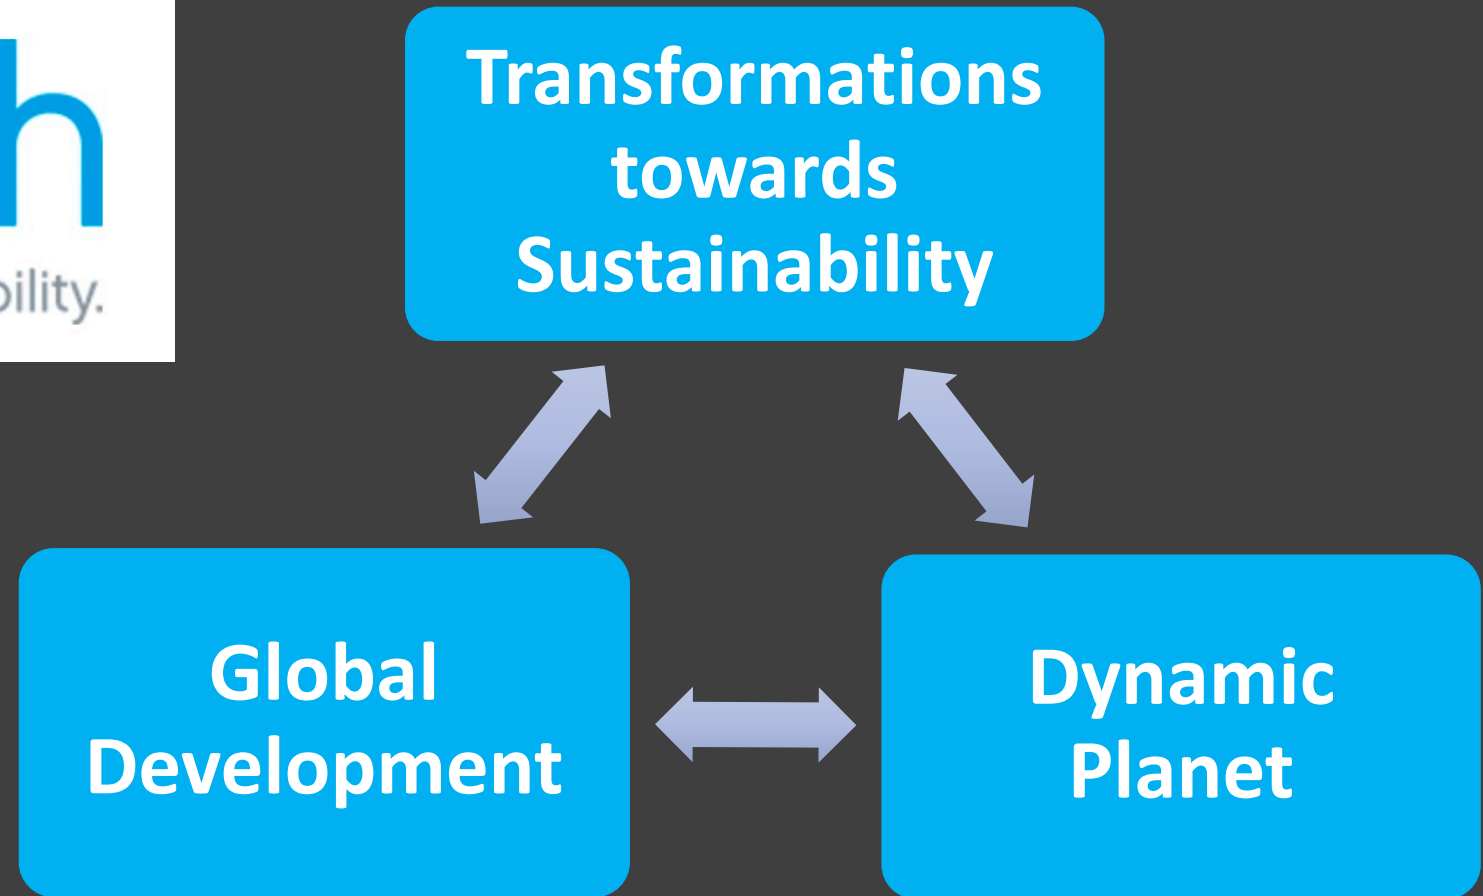 h
bility.
Transformations
towards
Sustainability
Global
Development
Dynamic
Planet